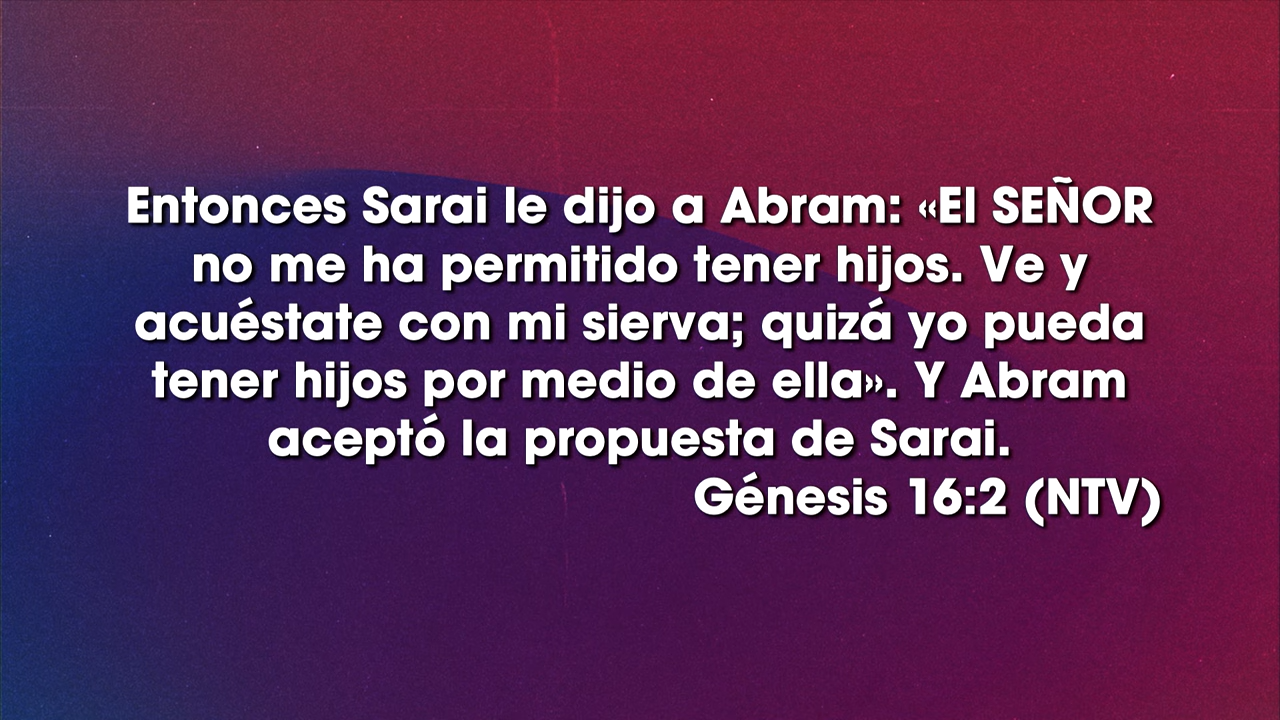 Entonces Sarai le dijo a Abram: «El SEÑOR
no me ha permitido tener hijos. Ve y
acuéstate con mi sierva; quizá yo pueda
tener hijos por medio de ella». Y Abram
aceptó la propuesta de Sarai.
Génesis 16:2 (NTV)